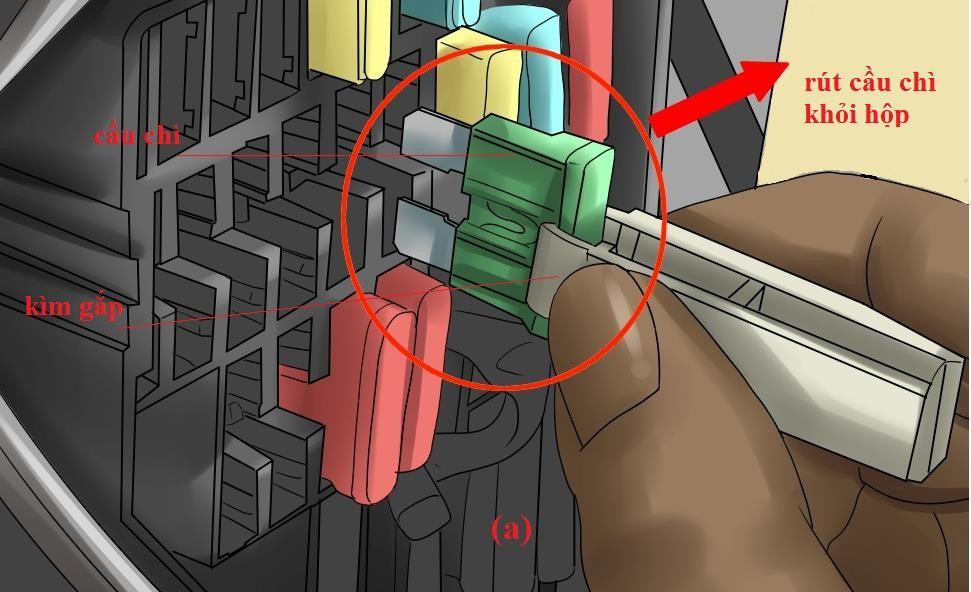 rút cầu chì
khỏi hộp
cầu chì
kìm gắp
(a)